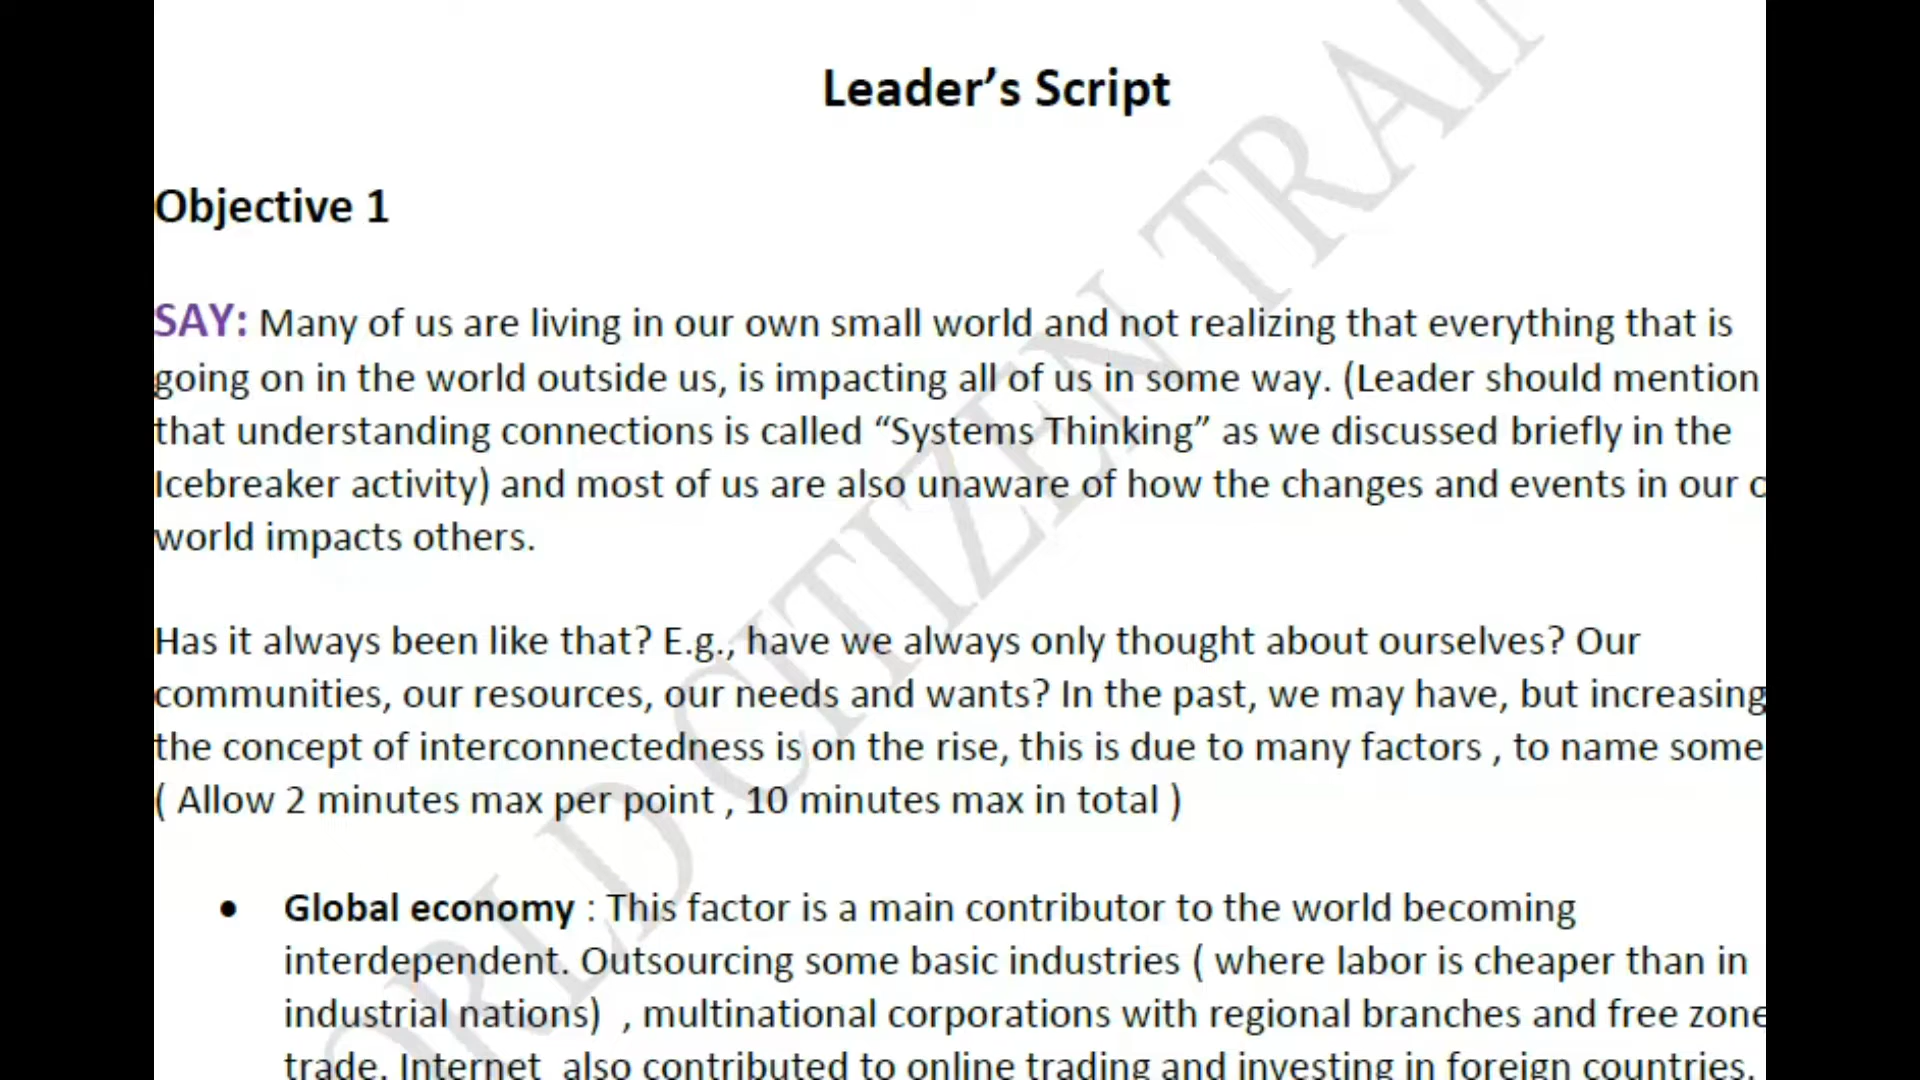 Leader’s Script
Objective 1
SAY: Many of us are living in our own small world and not realizing that everything that is
going on in the world outside us, is impacting all of us in some way. (Leader should mention
that understanding connections is called “Systems Thinking” as we discussed briefly in the
Icebreaker activity) and most of us are also unaware of how the changes and events in our
world impacts others.
Has it always been like that? E.g., have we always only thought about ourselves? Our
communities, our resources, our needs and wants? In the past, we may have, but increasing
the concept of interconnectedness is on the rise, this is due to many factors , to name some
( Allow 2 minutes max per point , 10 minutes max in total )
• Global economy : This factor is a main contributor to the world becoming
interdependent. Outsourcing some basic industries ( where labor is cheaper than in
industrial nations) , multinational corporations with regional branches and free zone
trade. Internet also contributed to online trading and investing in foreign countries.
CITIZEN